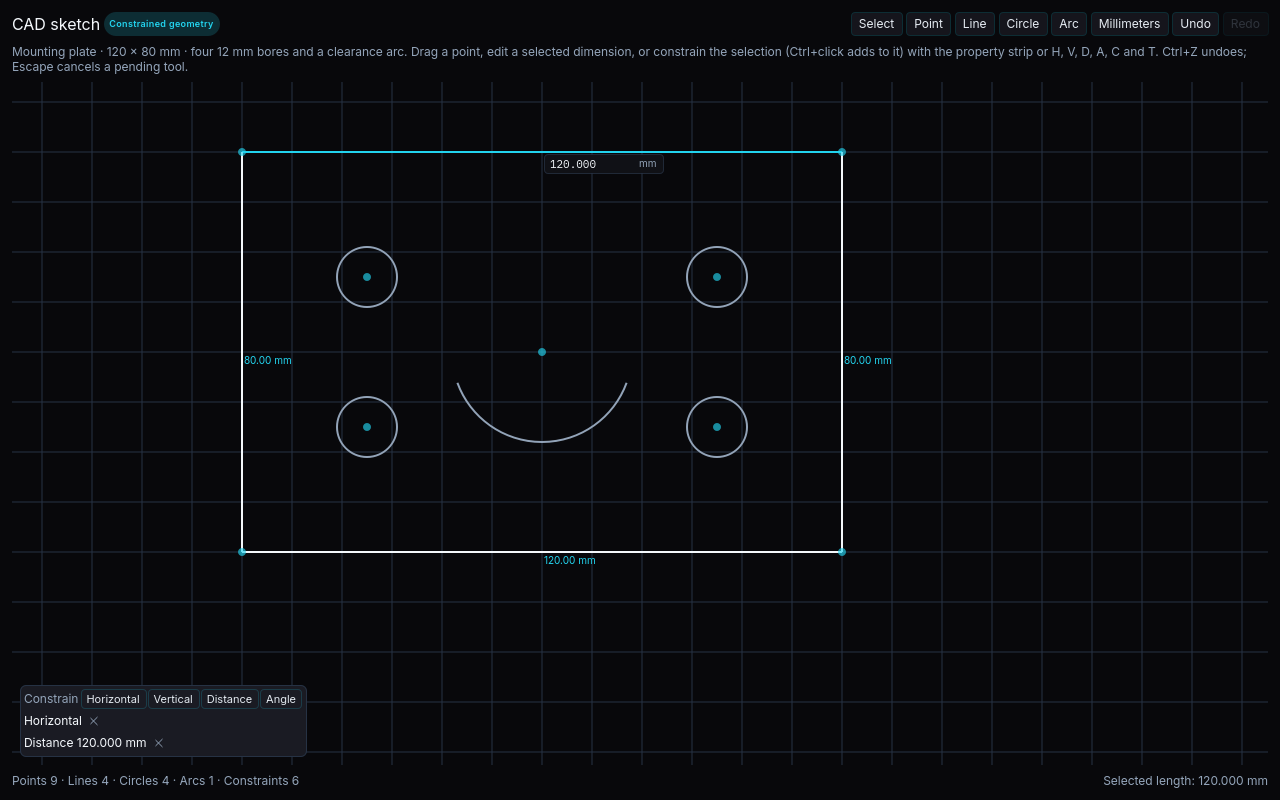 CAD sketch Constrained geometry Select Point Line Circle Arc Millimeters Undo Redo
Mounting plate · 120 × 80 mm · four 12 mm bores and a clearance arc. Drag a point, edit a selected dimension, or constrain the selection (Ctrl+click adds to it) with the property strip or H, V, D, A, C and T. Ctrl+Z undoes;
Escape cancels a pending tool.
120.000 mm
80.00 mm 80.00 mm
120.00 mm
Constrain Horizontal Vertical Distance Angle
Horizontal ×
Distance 120.000 mm ×
Points 9 · Lines 4 · Circles 4 · Arcs 1 · Constraints 6 Selected length: 120.000 mm